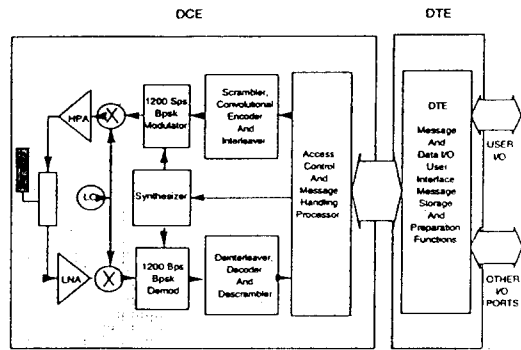 DCE
DTE
HPA
1200 Sps
Bpsk
Modulator
Scrambler,
Convolutional
Encoder
And
Interleaver
LO
Synthesizer
Access
Control
And
Message
Handling
Processor
LNA
1200 Bps
Bpsk
Demod
Deinterleaver,
Decoder
And
Descrambler
DTE
Message
And
Data I/O
User
Interface
Message
Storage
And
Preparation
Functions
USER
I/O
OTHER
I/O
PORTS